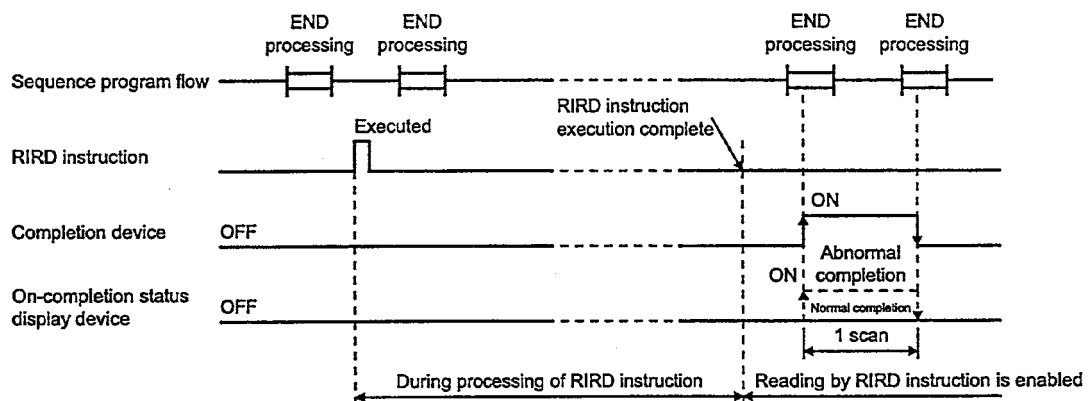 END
processing
END
processing
END
processing
END
processing
Sequence program flow
RIRD instruction
execution complete
Executed
RIRD instruction
ON
Completion device
OFF
Abnormal
completion
ON
On-completion status
display device
OFF
Normal completion
1 scan
During processing of RIRD instruction
Reading by RIRD instruction is enabled